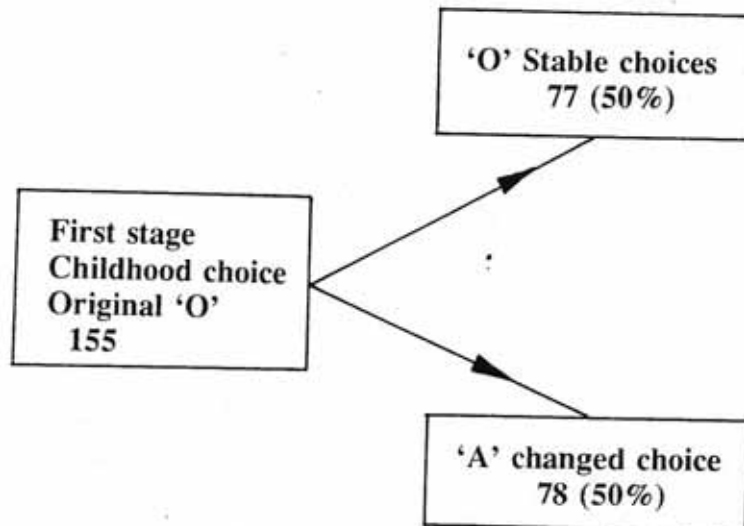 'O' Stable choices
77 (50%)
First stage
Childhood choice
Original 'O'
155
'A' changed choice
78 (50%)